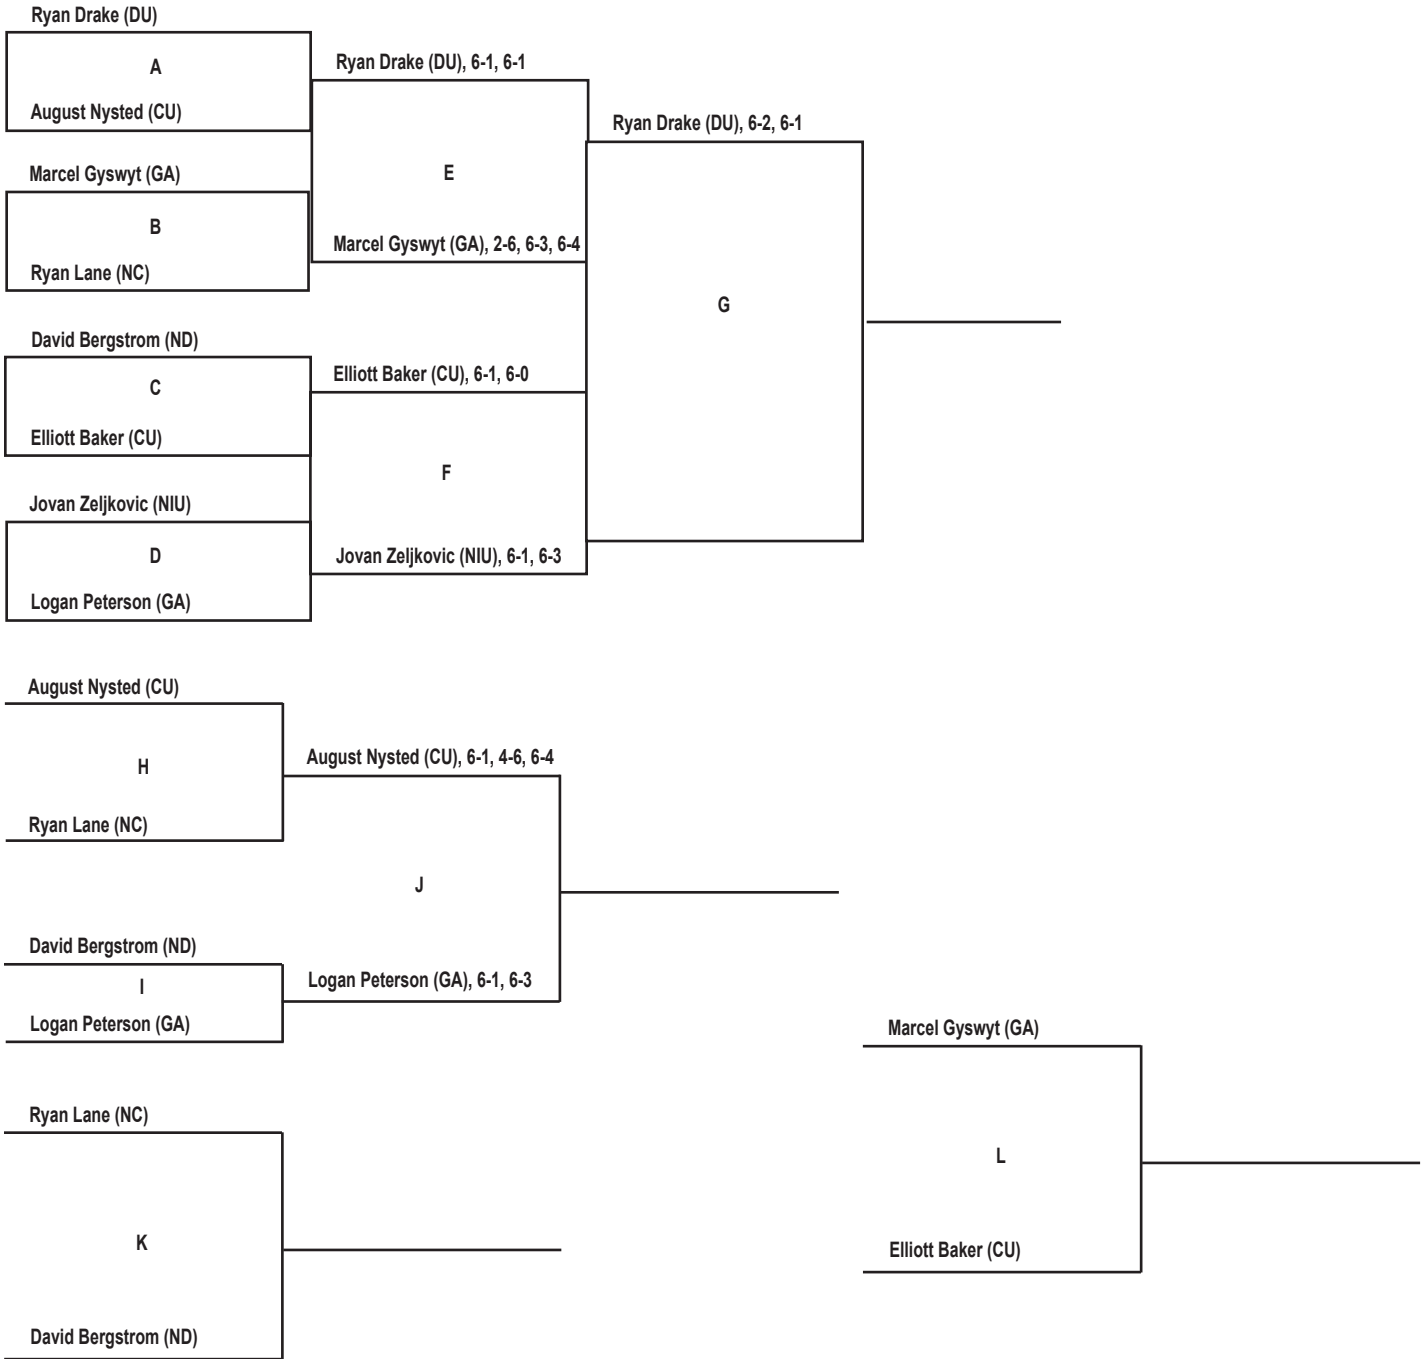 Ryan Drake (DU)
A
August Nysted (CU)
Marcel Gyswyt (GA)
B
Ryan Lane (NC)
David Bergstrom (ND)
C
Elliott Baker (CU)
Jovan Zeljkovic (NIU)
D
Logan Peterson (GA)
Ryan Drake (DU), 6-1, 6-1
E
Marcel Gyswyt (GA), 2-6, 6-3, 6-4
Elliott Baker (CU), 6-1, 6-0
F
Jovan Zeljkovic (NIU), 6-1, 6-3
Ryan Drake (DU), 6-2, 6-1
G
August Nysted (CU)
H
Ryan Lane (NC)
David Bergstrom (ND)
I
Logan Peterson (GA)
August Nysted (CU), 6-1, 4-6, 6-4
J
Logan Peterson (GA), 6-1, 6-3
Ryan Lane (NC)
K
David Bergstrom (ND)
Marcel Gyswyt (GA)
L
Elliott Baker (CU)